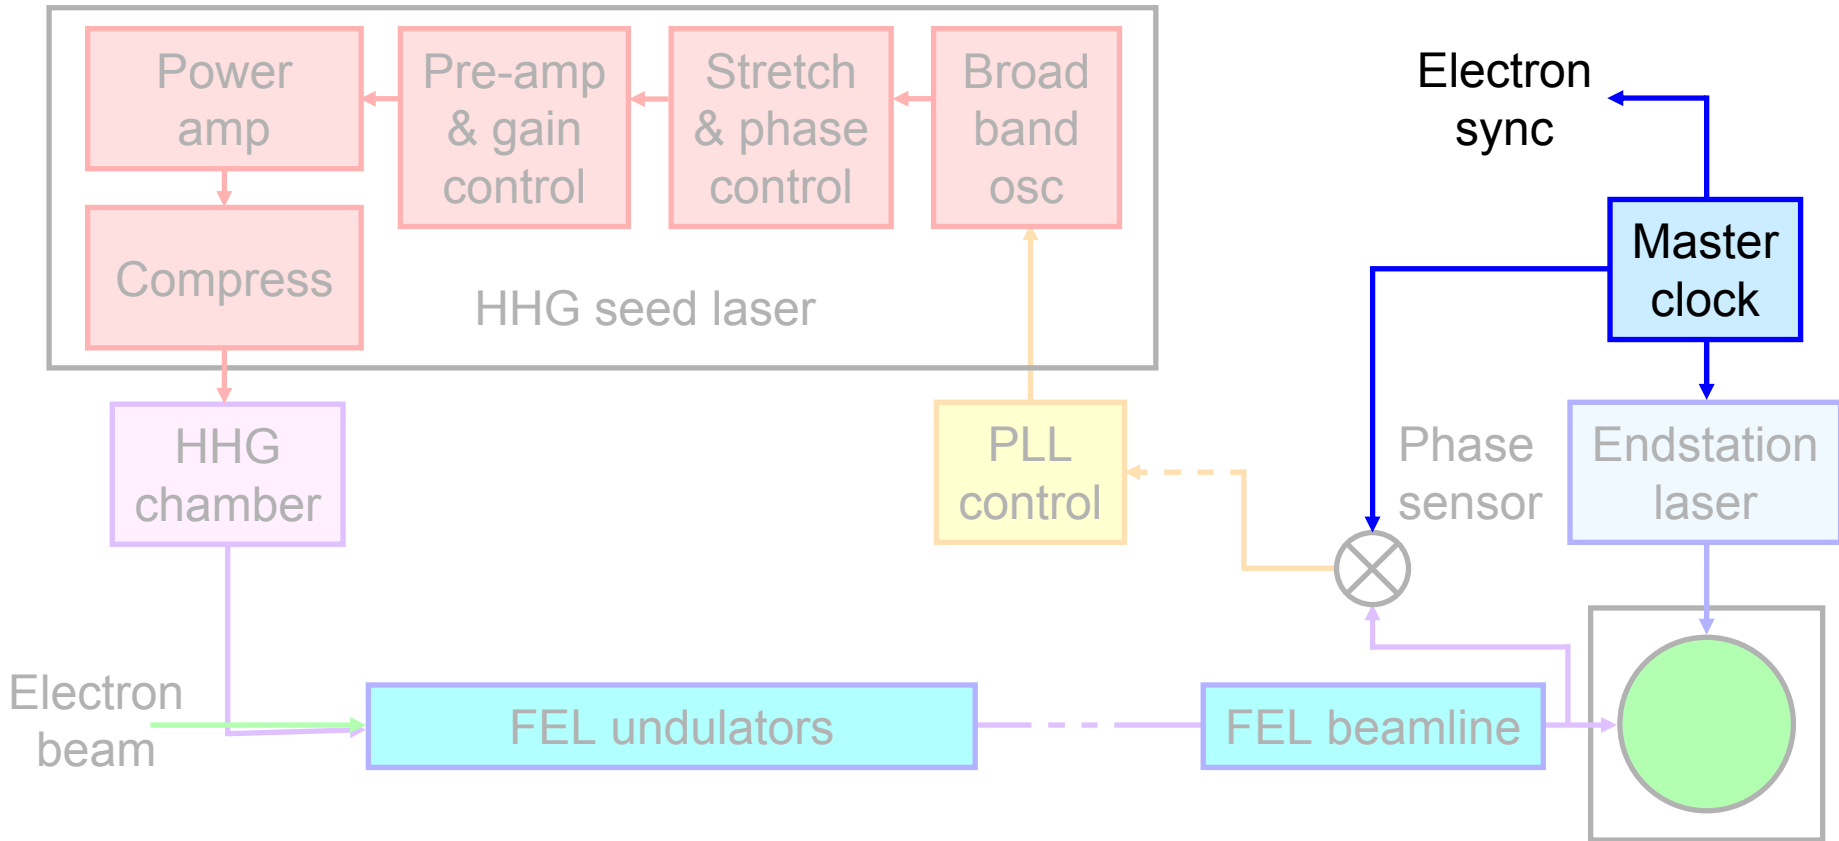 Power
amp
Pre-amp
& gain
control
Stretch
& phase
control
Broad
band
osc
Electron
sync
Master
clock
Compress
HHG seed laser
HHG
chamber
PLL
control
Phase
sensor
Endstation
laser
Electron
beam
FEL undulators
FEL beamline